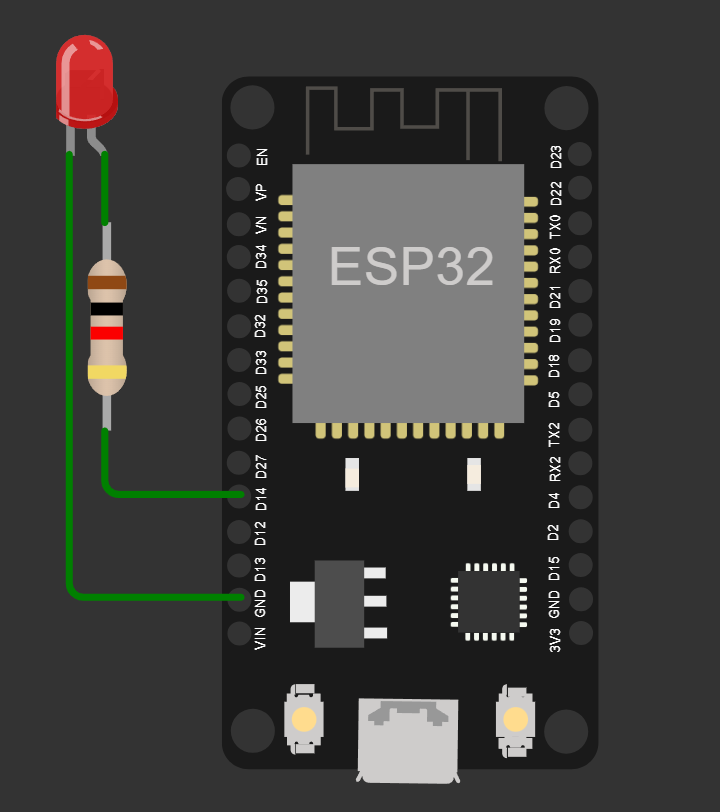 ESP32
EN
VP
VN
D34
D35
D32
D33
D25
D26
D27
D14
D12
D13
GND
VIN
D23
D22
TX0
RX0
D21
D19
D18
D5
TX2
RX2
D4
D2
D15
GND
3V3